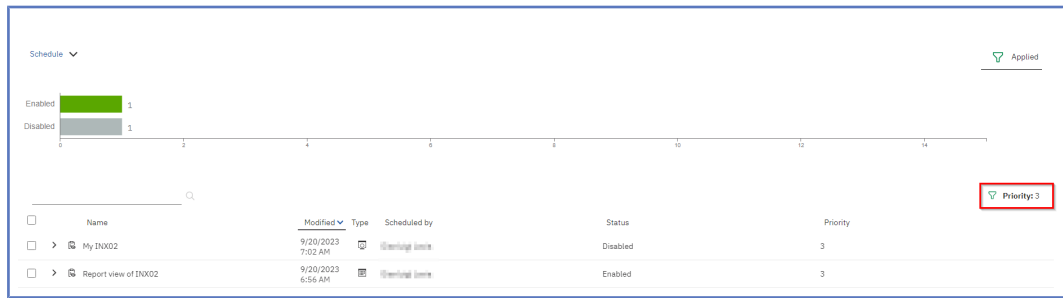 Schedule
Applied
Enabled 1
Disabled 1
0 2 4 6 8 10 12 14
Priority: 3
Name Modified Type Scheduled by Status Priority
My INX02 9/20/2023 7:02 AM Disabled 3
Report view of INX02 9/20/2023 6:56 AM Enabled 3